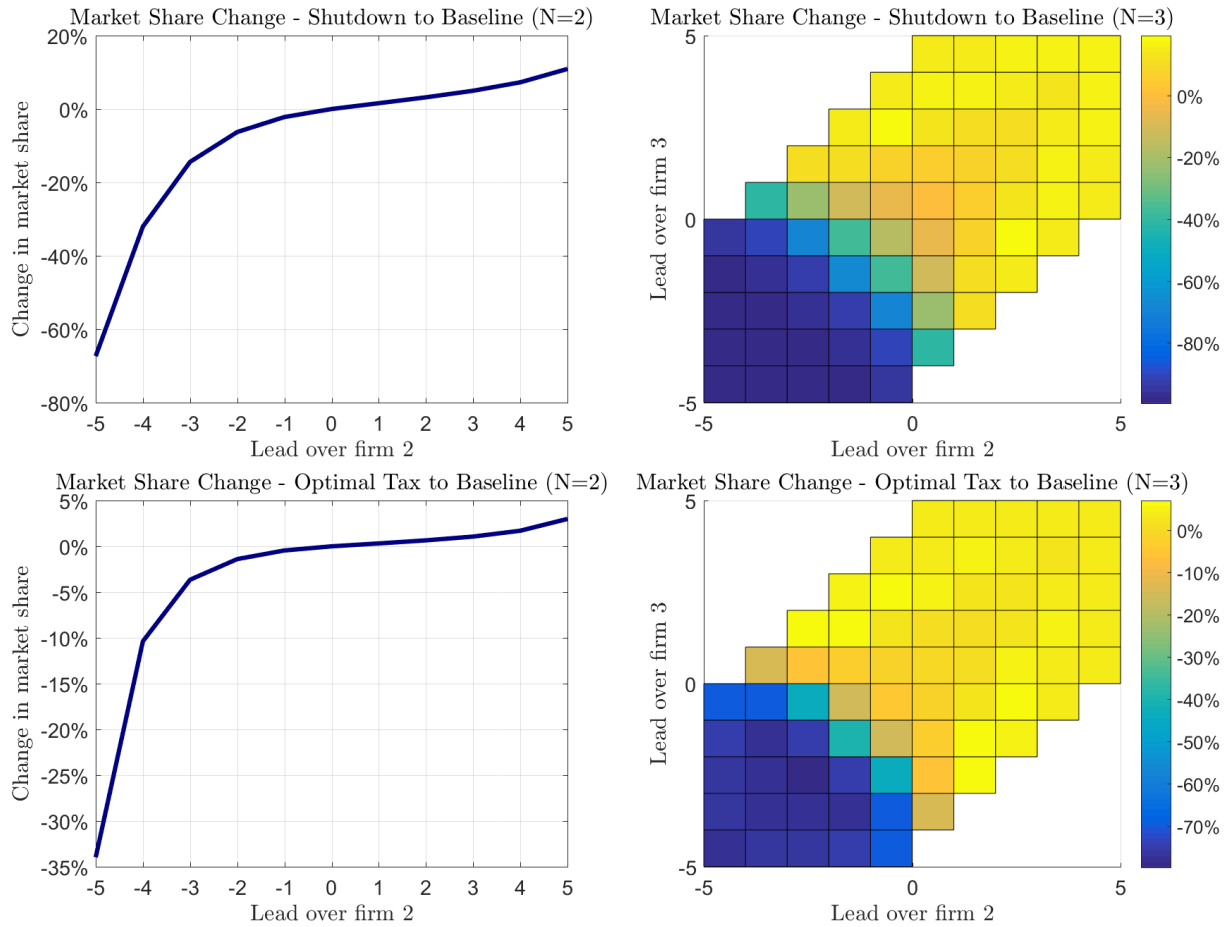 Market Share Change - Shutdown to Baseline (N=2)
20%
0%
-20%
-40%
-60%
-80%
Change in market share
-5 -4 -3 -2 -1 0 1 2 3 4 5
Lead over firm 2
Market Share Change - Shutdown to Baseline (N=3)
5
0
-5
Lead over firm 3
-5 0 5
Lead over firm 2
0%
-20%
-40%
-60%
-80%
Market Share Change - Optimal Tax to Baseline (N=2)
5%
0%
-5%
-10%
-15%
-20%
-25%
-30%
-35%
Change in market share
-5 -4 -3 -2 -1 0 1 2 3 4 5
Lead over firm 2
Market Share Change - Optimal Tax to Baseline (N=3)
5
0
-5
Lead over firm 3
-5 0 5
Lead over firm 2
0%
-10%
-20%
-30%
-40%
-50%
-60%
-70%